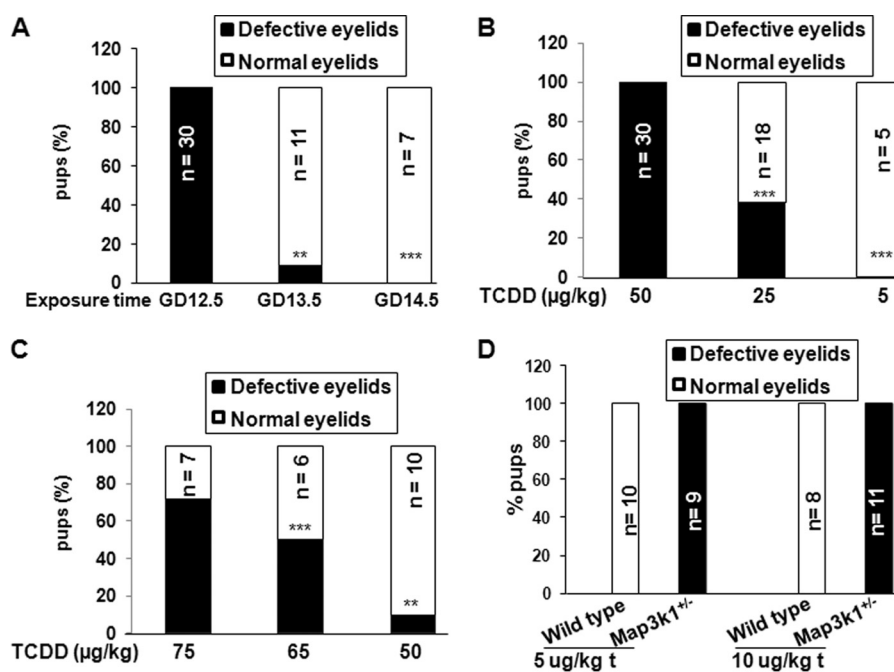 A
Defective eyelids
Normal eyelids
120
100
80
60
40
20
0
pups (%)
n = 30
n = 11
n = 7
**
***
Exposure time GD12.5 GD13.5 GD14.5
B
Defective eyelids
Normal eyelids
120
100
80
60
40
20
0
pups (%)
n = 30
n = 18
n = 5
***
***
TCDD (µg/kg) 50 25 5
C
Defective eyelids
Normal eyelids
120
100
80
60
40
20
0
pups (%)
n = 7
n = 6
n = 10
***
**
TCDD (µg/kg) 75 65 50
D
Defective eyelids
Normal eyelids
120
100
80
60
40
20
0
% pups
n= 10
n= 9
n= 8
n= 11
Wild type Map3k1+/- Wild type Map3k1+/-
5 ug/kg t 10 ug/kg t